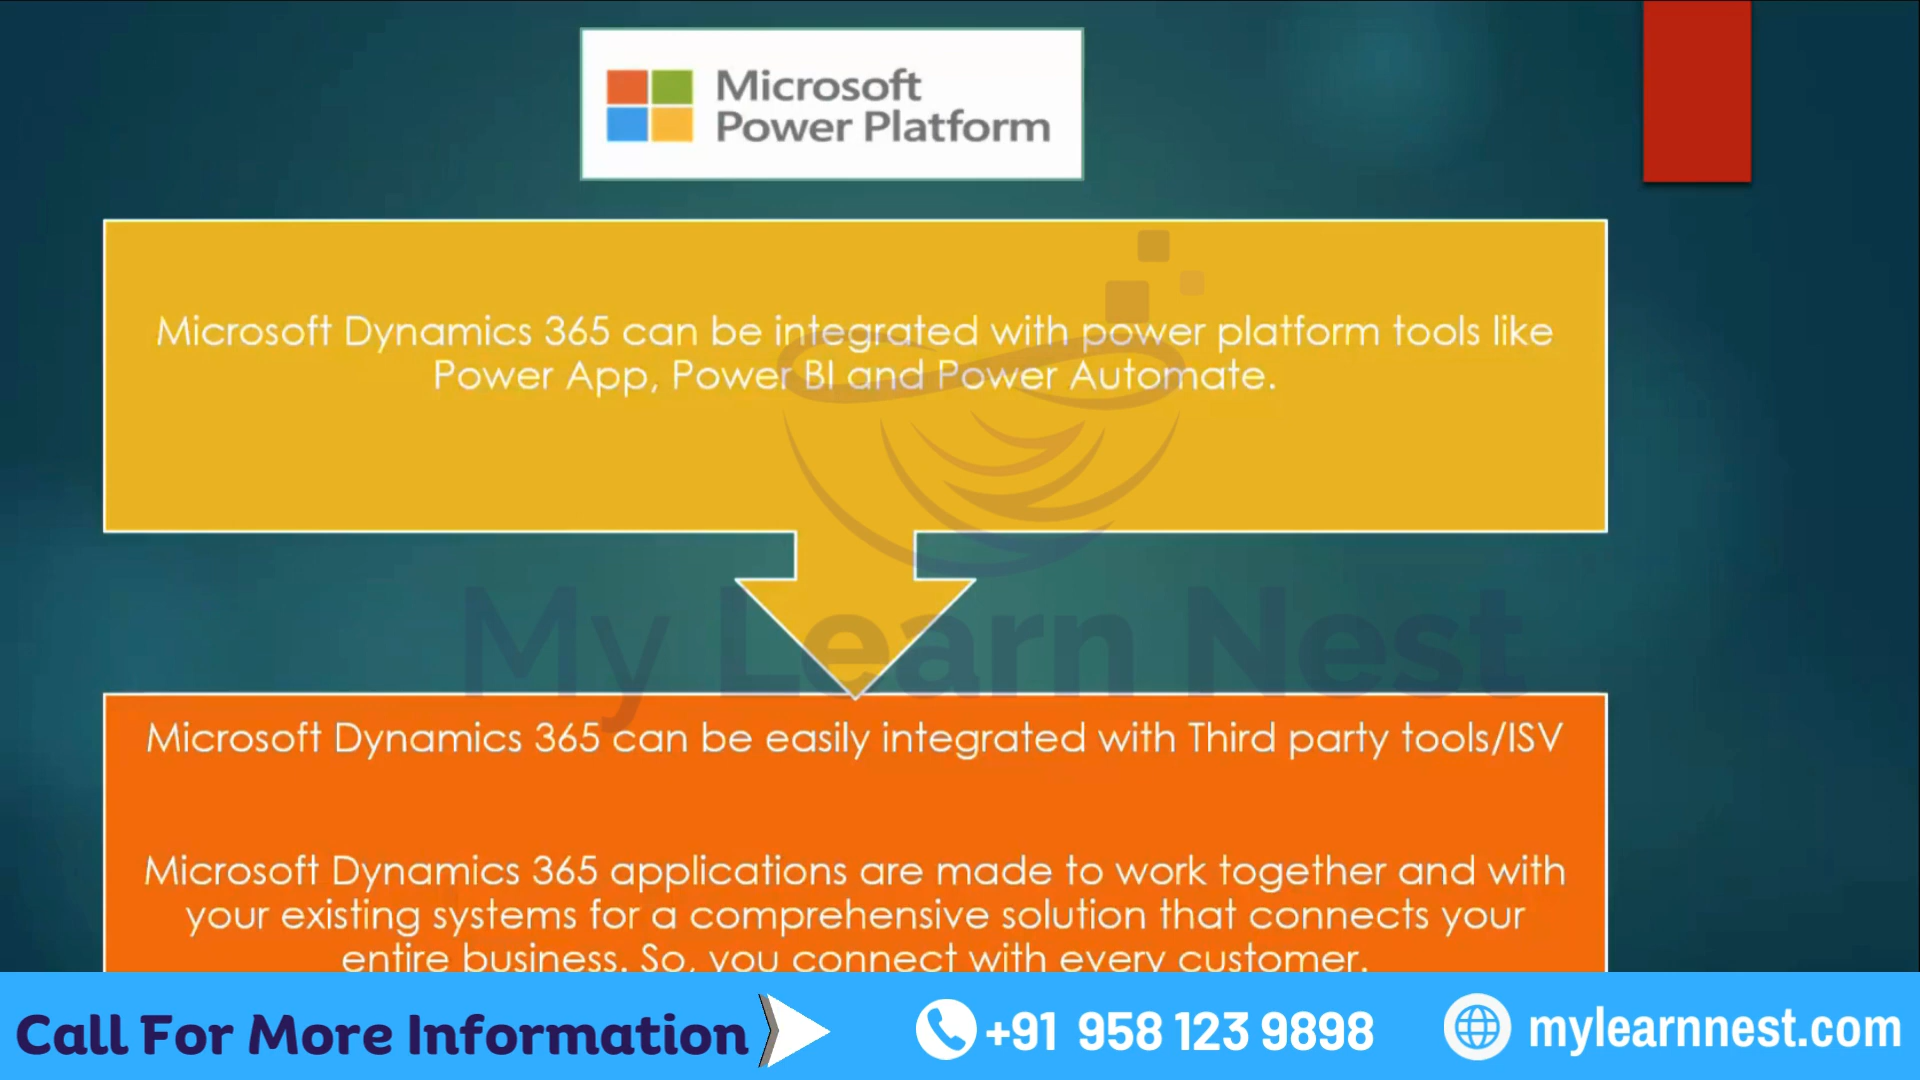 Microsoft
Power Platform
Microsoft Dynamics 365 can be integrated with power platform tools like
Power App, Power BI and Power Automate.
My Learn Nest
Microsoft Dynamics 365 can be easily integrated with Third party tools/ISV
Microsoft Dynamics 365 applications are made to work together and with
your existing systems for a comprehensive solution that connects your
entire business. So, you connect with every customer.
Call For More Information
+91 958 123 9898
mylearnnest.com